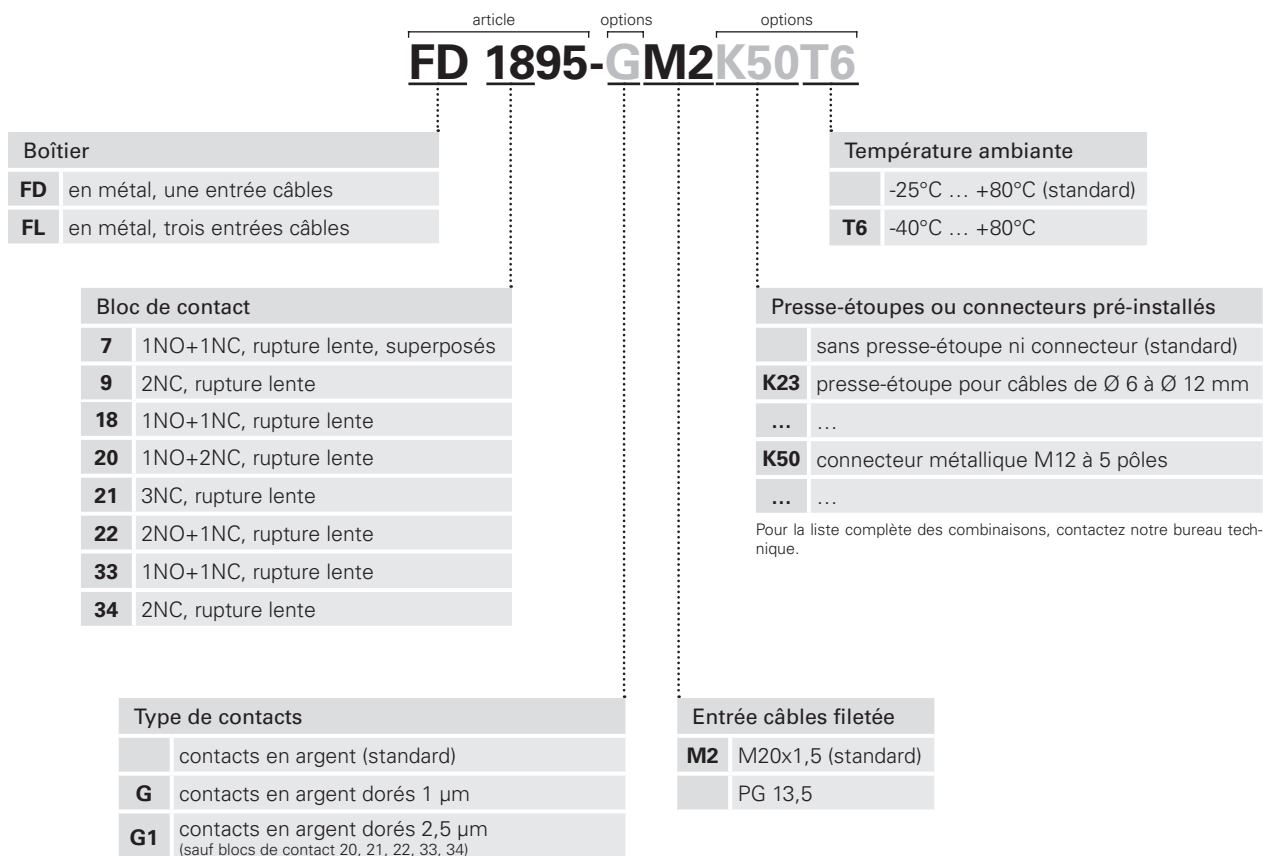 article options options
FD 1895-GM2K50T6
Boîtier
FD en métal, une entrée câbles
FL en métal, trois entrées câbles
Température ambiante
-25°C … +80°C (standard)
T6 -40°C … +80°C
Bloc de contact
7 1NO+1NC, rupture lente, superposés
9 2NC, rupture lente
18 1NO+1NC, rupture lente
20 1NO+2NC, rupture lente
21 3NC, rupture lente
22 2NO+1NC, rupture lente
33 1NO+1NC, rupture lente
34 2NC, rupture lente
Presse-étoupes ou connecteurs pré-installés
sans presse-étoupe ni connecteur (standard)
K23 presse-étoupe pour câbles de Ø 6 à Ø 12 mm
… …
K50 connecteur métallique M12 à 5 pôles
… …
Pour la liste complète des combinaisons, contactez notre bureau tech-
nique.
Type de contacts
contacts en argent (standard)
G contacts en argent dorés 1 µm
G1 contacts en argent dorés 2,5 µm
(sauf blocs de contact 20, 21, 22, 33, 34)
Entrée câbles filetée
M2 M20x1,5 (standard)
PG 13,5